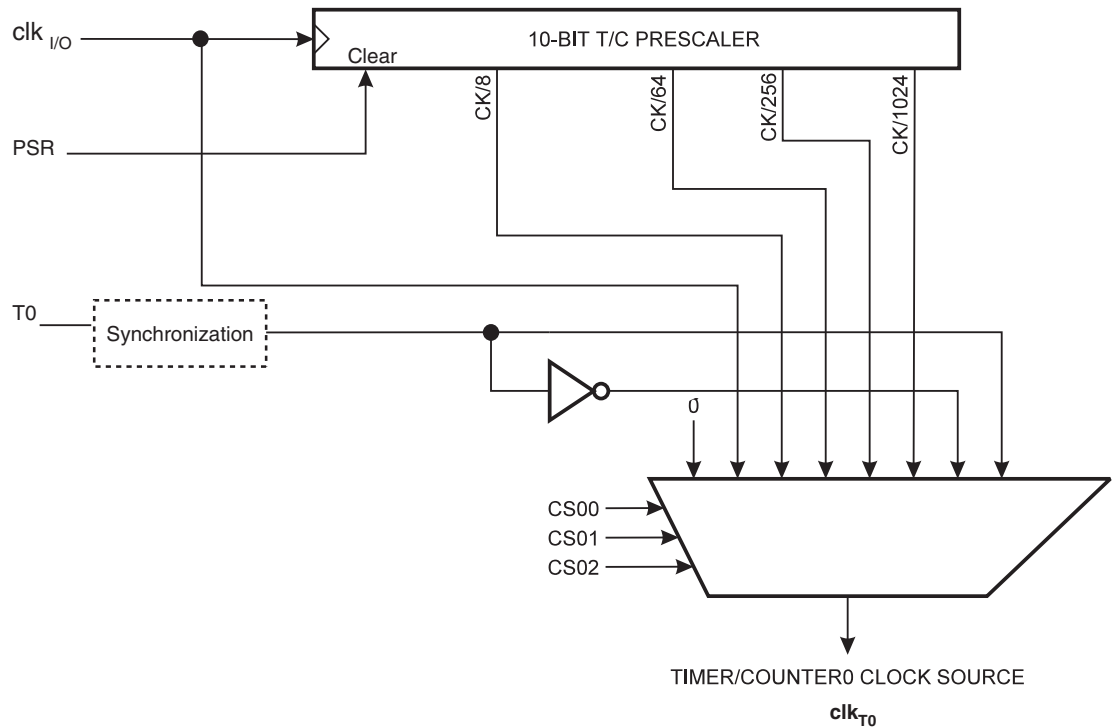 clk I/O
10-BIT T/C PRESCALER
Clear
CK/8
CK/64
CK/256
CK/1024
PSR
T0
Synchronization
0
CS00
CS01
CS02
TIMER/COUNTER0 CLOCK SOURCE
clkT0